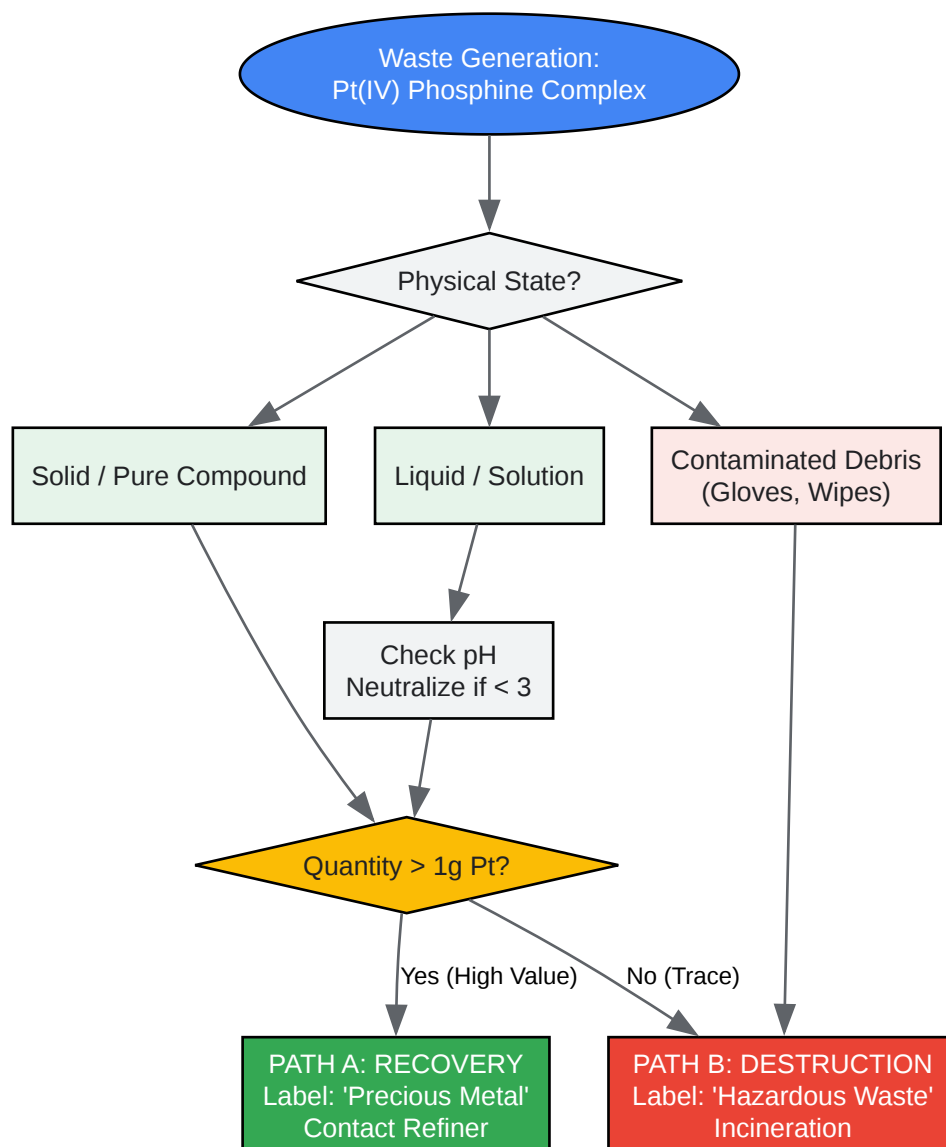 Waste Generation:
Pt(IV) Phosphine Complex
Physical State?
Solid / Pure Compound
Liquid / Solution
Contaminated Debris
(Gloves, Wipes)
Check pH
Neutralize if < 3
Quantity > 1g Pt?
Yes (High Value)
No (Trace)
PATH A: RECOVERY
Label: 'Precious Metal'
Contact Refiner
PATH B: DESTRUCTION
Label: 'Hazardous Waste'
Incineration